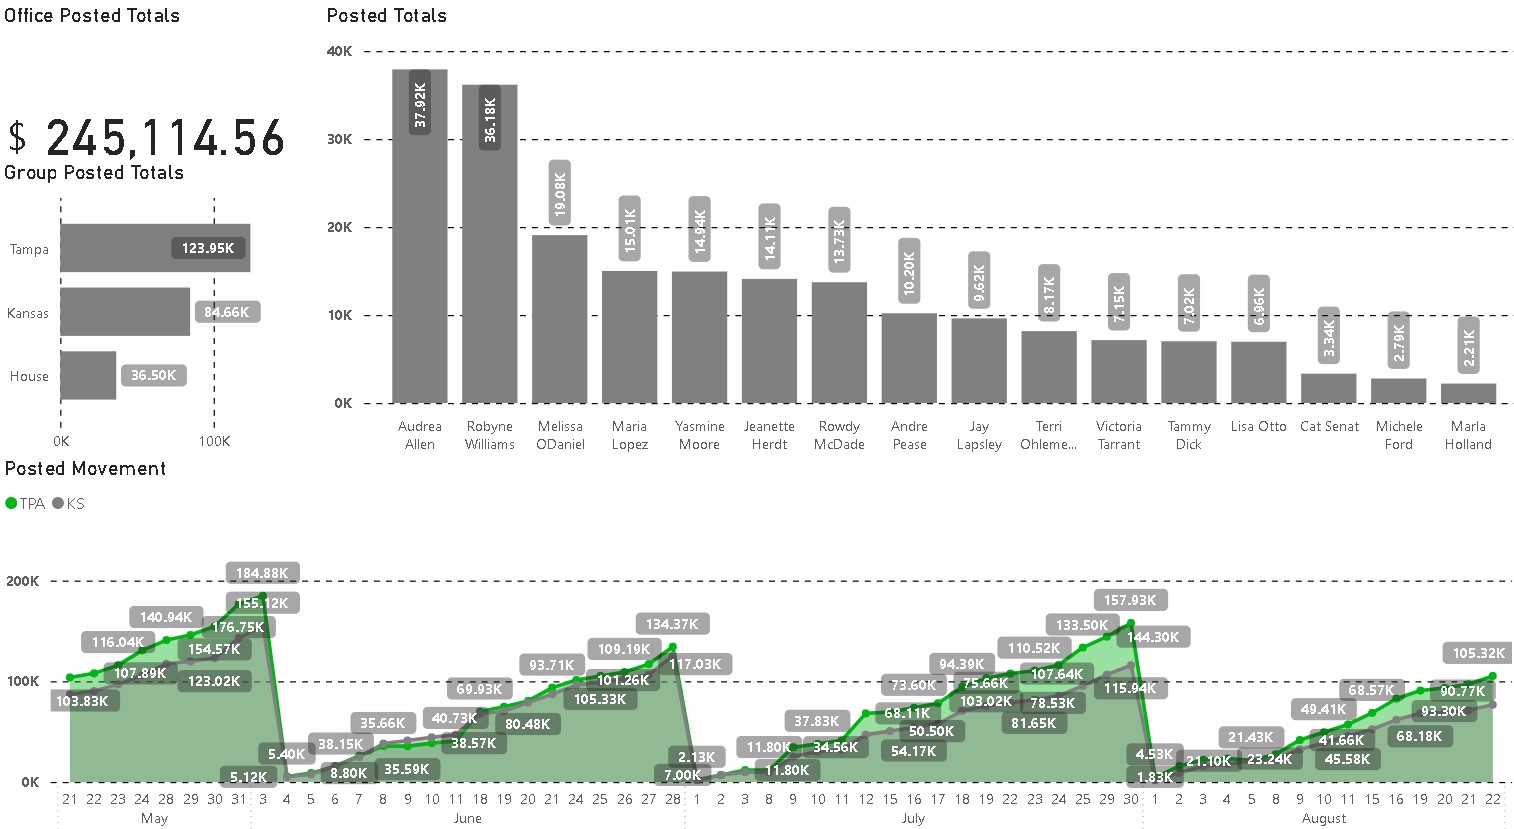 Office Posted Totals
$ 245,114.56
Group Posted Totals
Tampa 123.95K
Kansas 84.66K
House 36.50K
0K 100K
Posted Totals
40K
30K
20K
10K
0K
37.92K 36.18K 19.08K 15.01K 14.94K 14.11K 13.73K 10.20K 9.62K 8.17K 7.15K 7.02K 6.96K 3.34K 2.79K 2.21K
Audrea Robyne Melissa Maria Yasmine Jeanette Rowdy Andre Jay Terri Victoria Tammy Lisa Otto Cat Senat Michele Marla
Allen Williams ODaniel Lopez Moore Herdt McDade Pease Lapsley Ohleme... Tarrant Dick Ford Holland
Posted Movement
TPA KS
200K
100K
0K
103.83K 116.04K 107.89K 140.94K 154.57K 123.02K 176.75K 184.88K 155.12K
5.12K 5.40K 38.15K 8.80K 35.66K 35.59K 40.73K 38.57K 69.93K 80.48K 93.71K 105.33K 109.19K 101.26K 134.37K 117.03K
7.00K 2.13K 11.80K 11.80K 37.83K 34.56K 73.60K 68.11K 54.17K 50.50K 94.39K 75.66K 103.02K 110.52K 81.65K 107.64K 78.53K 133.50K 157.93K 115.94K 144.30K
4.53K 1.83K 21.10K 21.43K 23.24K 49.41K 41.66K 45.58K 68.57K 68.18K 93.30K 90.77K 105.32K
21 22 23 24 28 29 30 31 3 4 5 6 7 8 9 10 11 18 19 20 21 24 25 26 27 28 1 2 3 8 9 10 11 12 15 16 17 18 19 22 23 24 25 29 30 1 2 3 4 5 8 9 10 11 15 16 19 20 21 22
May June July August